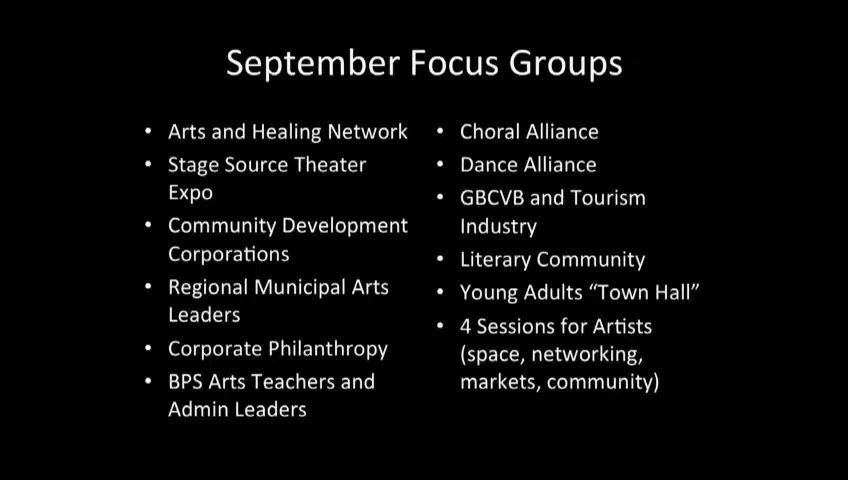 September Focus Groups
• Arts and Healing Network
• Stage Source Theater
Expo
• Community Development
Corporations
• Regional Municipal Arts
Leaders
• Corporate Philanthropy
• BPS Arts Teachers and
Admin Leaders
• Choral Alliance
• Dance Alliance
• GBCVB and Tourism
Industry
• Literary Community
• Young Adults “Town Hall”
• 4 Sessions for Artists
(space, networking,
markets, community)